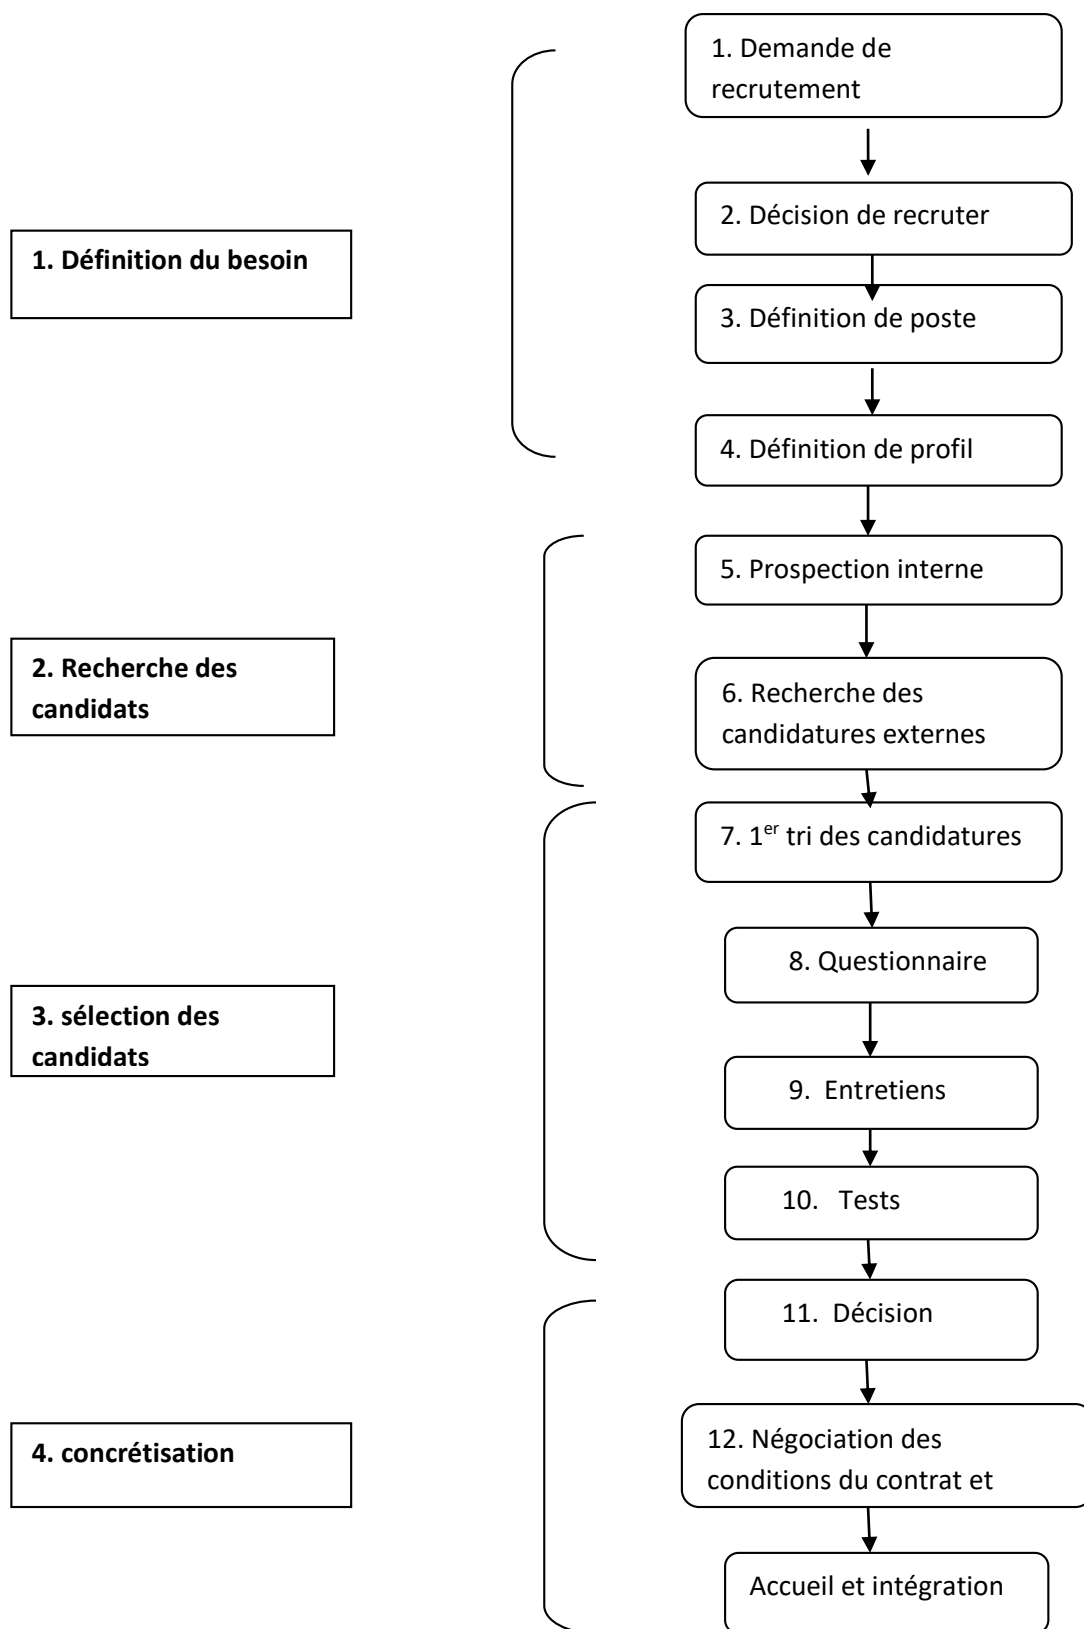 1. Demande de
recrutement
2. Décision de recruter
1. Définition du besoin
3. Définition de poste
4. Définition de profil
5. Prospection interne
2. Recherche des
candidats
6. Recherche des
candidatures externes
7. 1er tri des candidatures
8. Questionnaire
3. sélection des
candidats
9. Entretiens
10. Tests
11. Décision
4. concrétisation
12. Négociation des
conditions du contrat et
Accueil et intégration